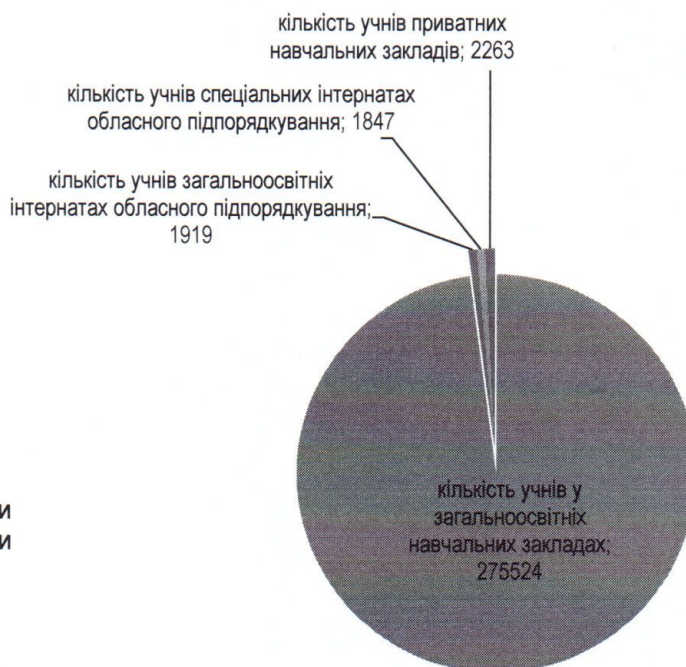 кількість учнів приватних
навчальних закладів; 2263
кількість учнів спеціальних інтернатах
обласного підпорядкування; 1847
кількість учнів загальноосвітніх
інтернатах обласного підпорядкування;
1919
кількість учнів у
загальноосвітніх
навчальних закладах;
275524
и
и